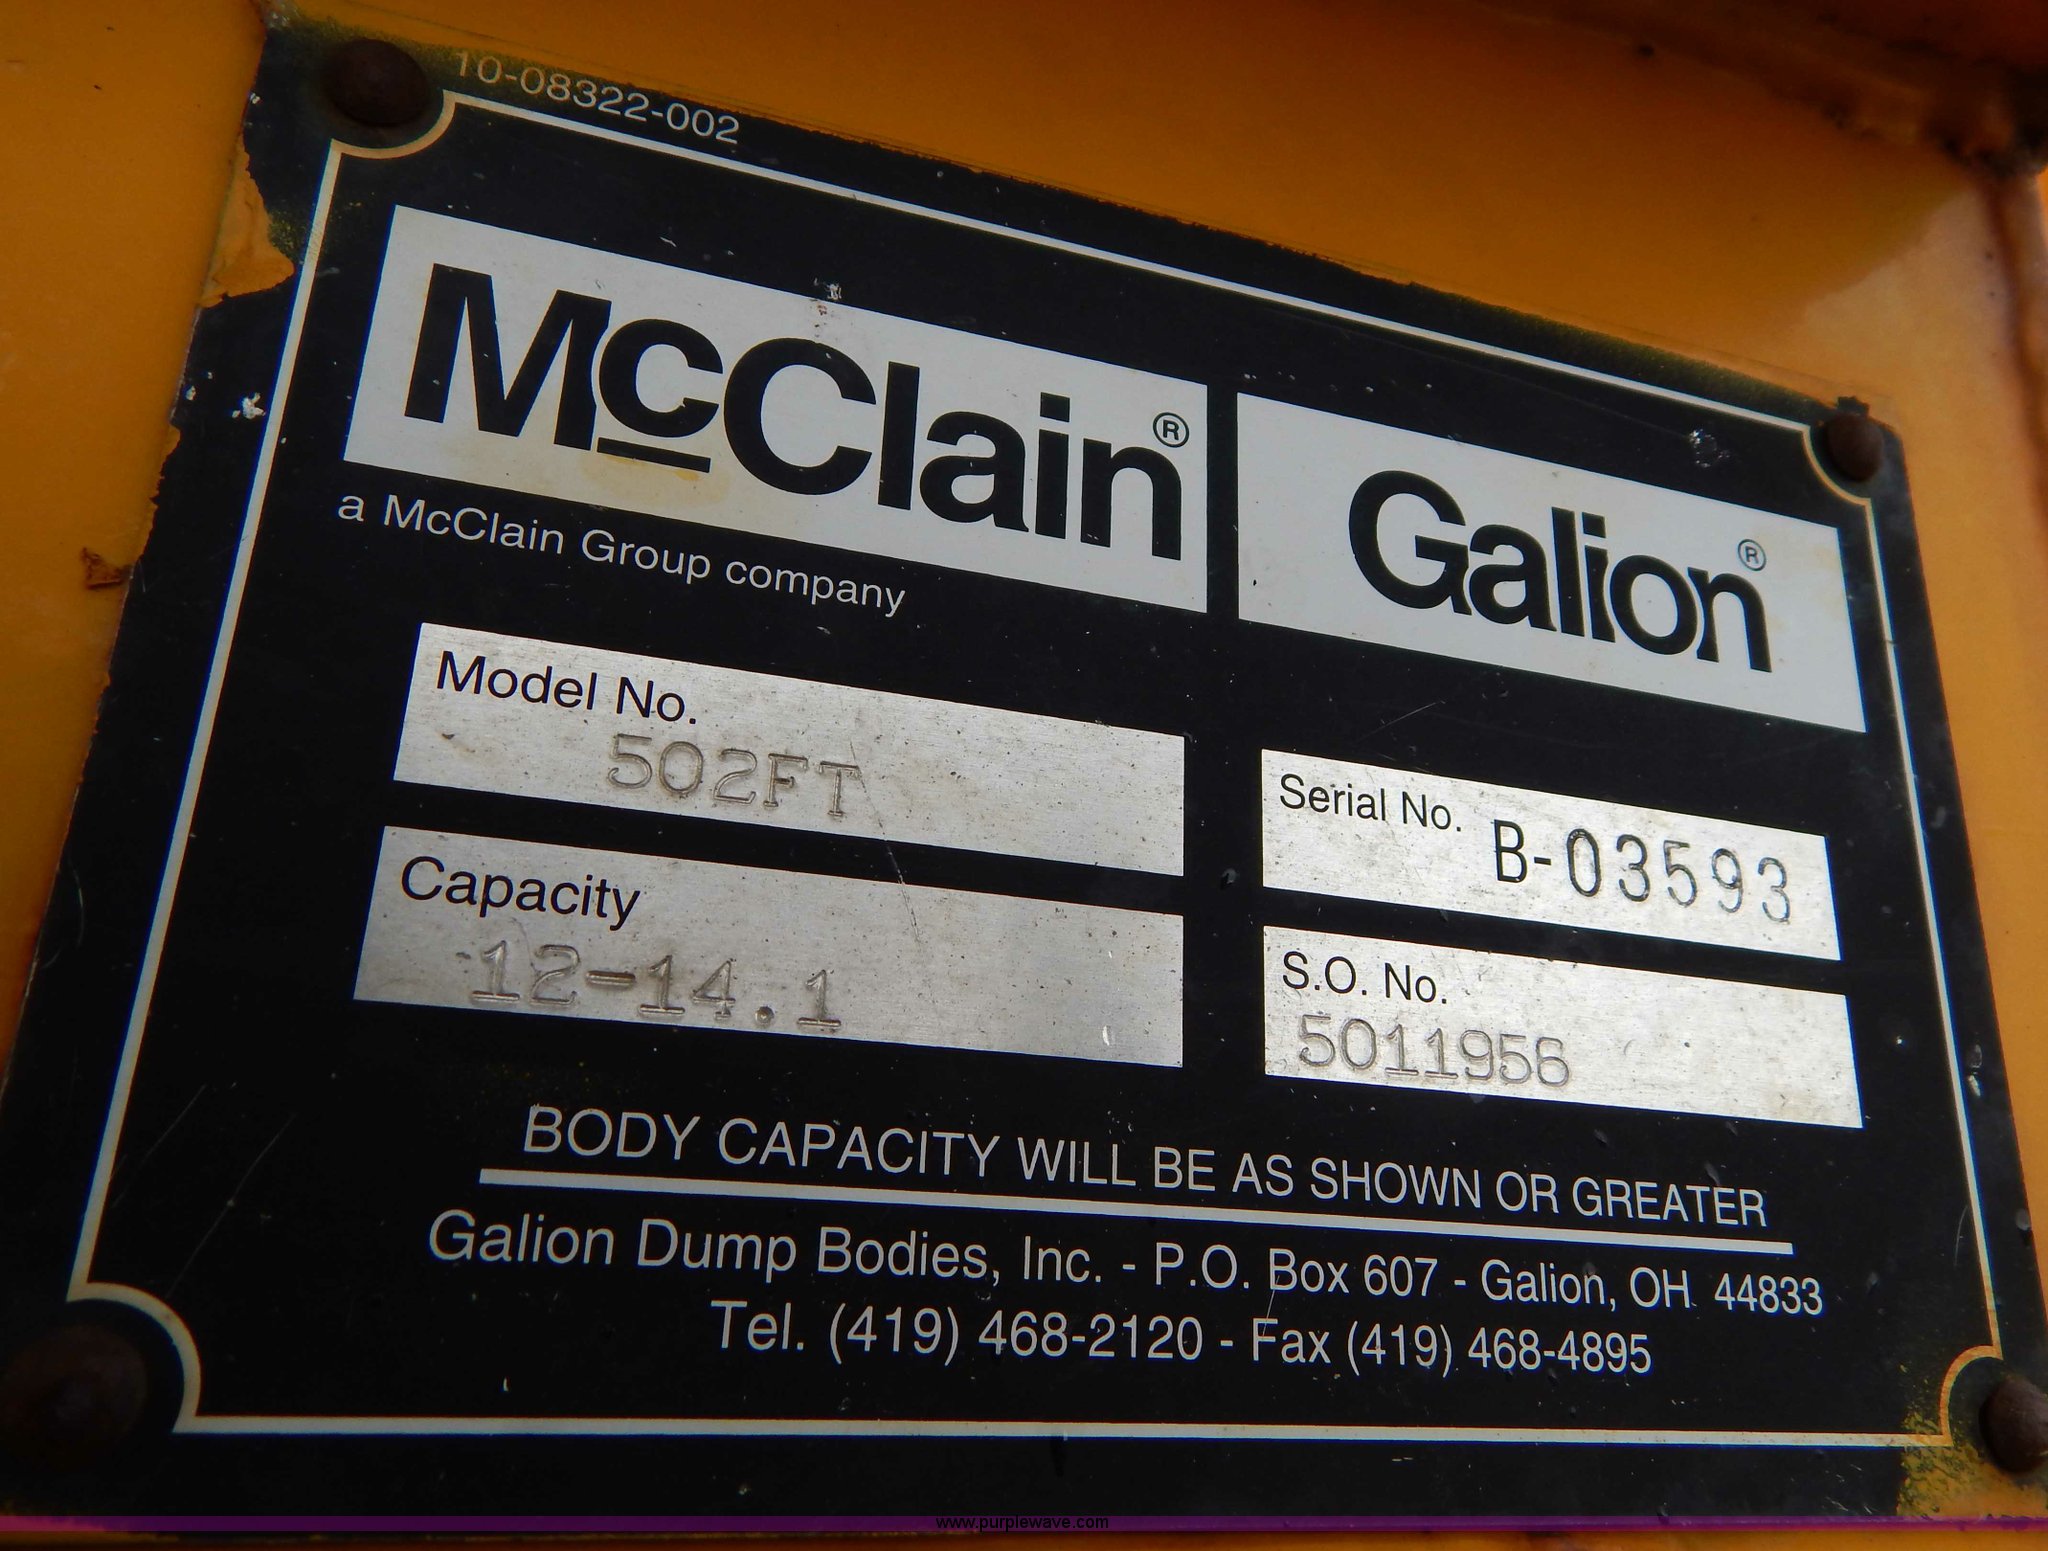 10-08322-002
McClain®
Galion®
a McClain Group company
Model No.
502FT
Serial No. B-03593
Capacity
12-14.1
S.O. No.
5011956
BODY CAPACITY WILL BE AS SHOWN OR GREATER
Galion Dump Bodies, Inc. - P.O. Box 607 - Galion, OH 44833
Tel. (419) 468-2120 - Fax (419) 468-4895
www.purplewave.com